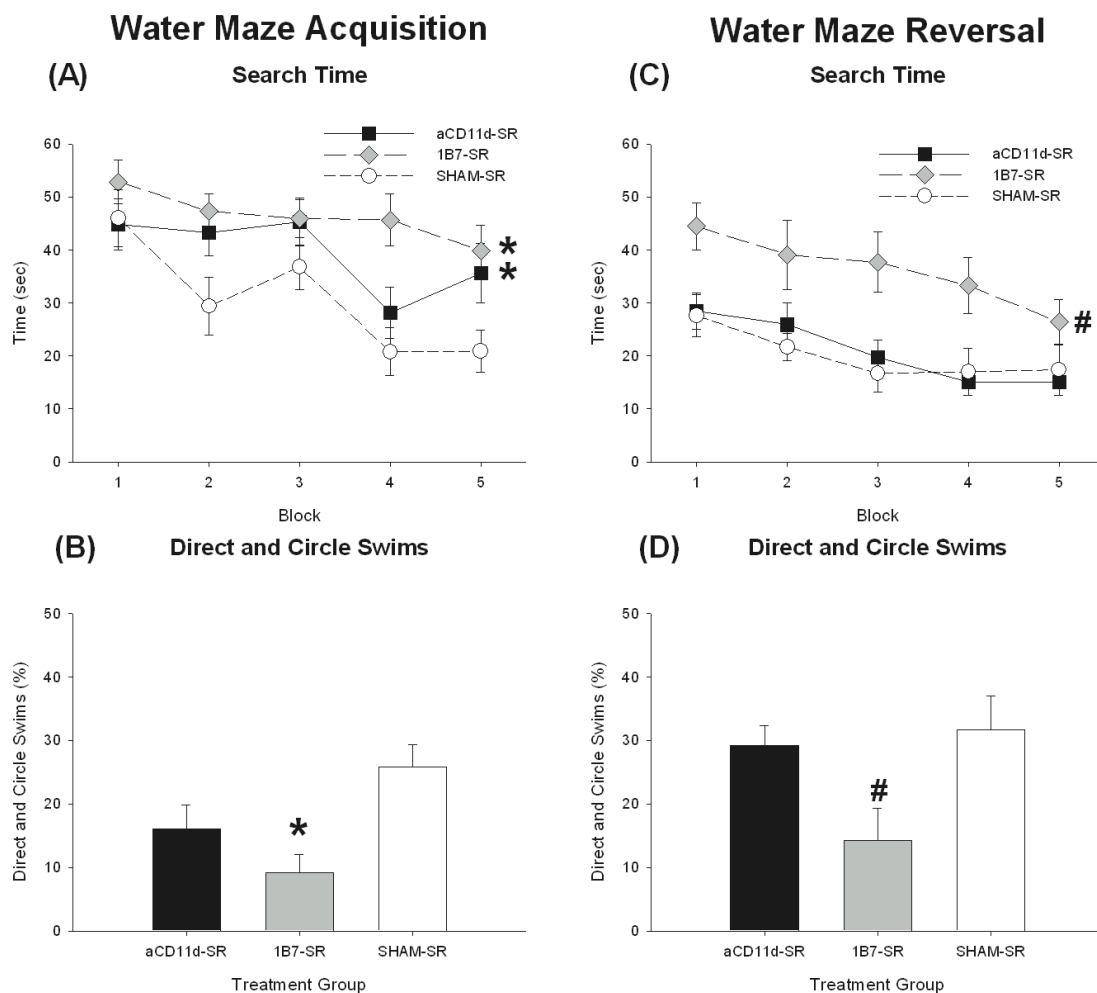 Water Maze Acquisition
(A)
Search Time
aCD11d-SR
1B7-SR
SHAM-SR
Time (sec)
60
50
40
30
20
10
0
*
*
1 2 3 4 5
Block
(B)
Direct and Circle Swims
Direct and Circle Swims (%)
50
40
30
20
10
0
*
aCD11d-SR 1B7-SR SHAM-SR
Treatment Group
Water Maze Reversal
(C)
Search Time
aCD11d-SR
1B7-SR
SHAM-SR
Time (sec)
60
50
40
30
20
10
0
#
1 2 3 4 5
Block
(D)
Direct and Circle Swims
Direct and Circle Swims (%)
50
40
30
20
10
0
#
aCD11d-SR 1B7-SR SHAM-SR
Treatment Group